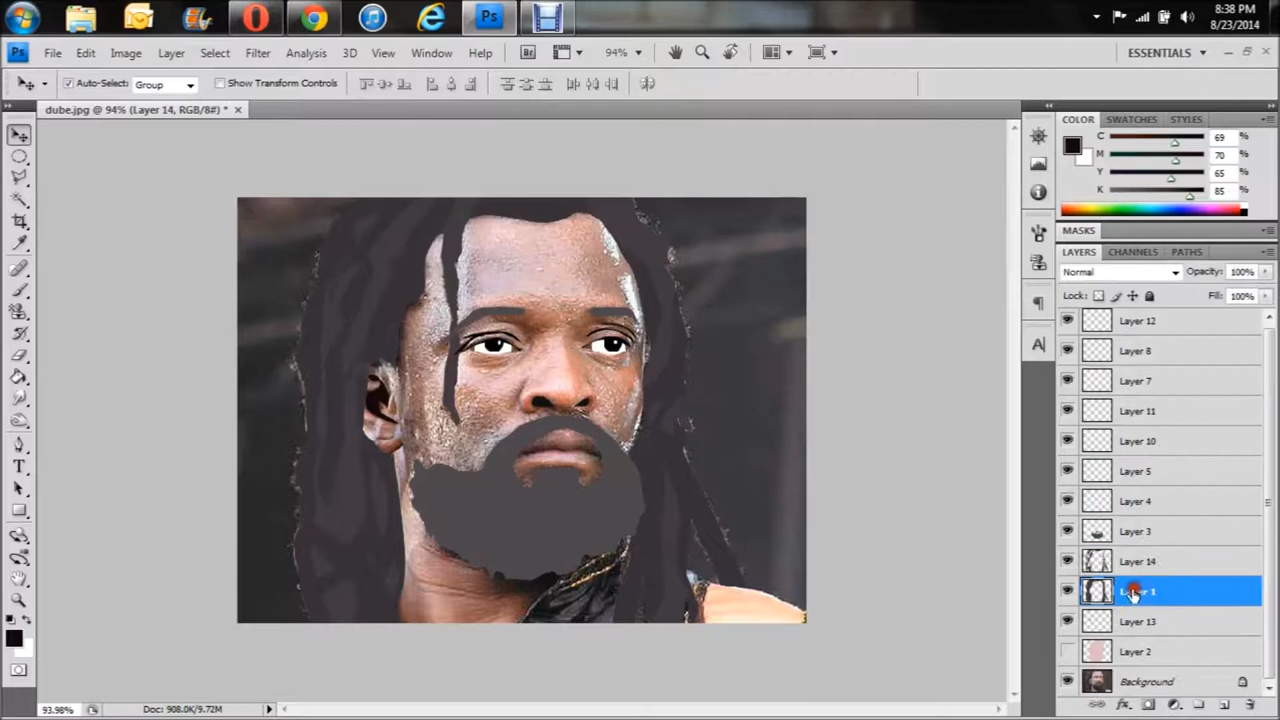 8:38 PM
8/23/2014
Ps
File Edit Image Layer Select Filter Analysis 3D View Window Help Br 94% ESSENTIALS
Auto-Select: Group Show Transform Controls
dube.jpg @ 94% (Layer 14, RGB/8#) * ×
COLOR SWATCHES STYLES
C 69 %
M 70 %
Y 65 %
K 85 %
MASKS
LAYERS CHANNELS PATHS
Normal Opacity: 100%
Lock: Fill: 100%
Layer 12
Layer 8
Layer 7
Layer 11
Layer 10
Layer 5
Layer 4
Layer 3
Layer 14
Layer 1
Layer 13
Layer 2
Background
93.98% Doc: 908.0K/9.72M